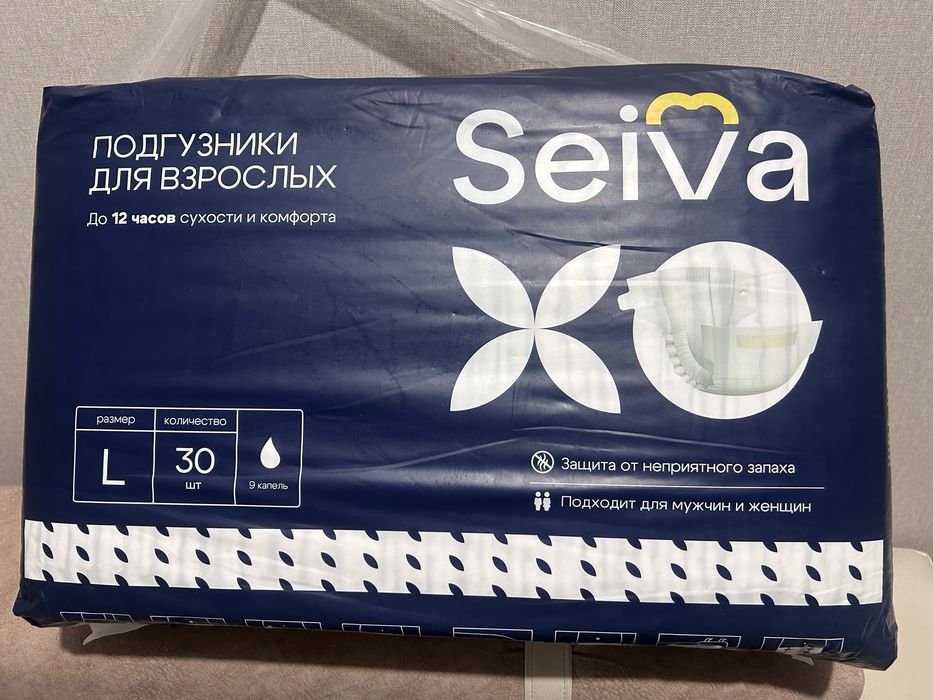 Seiva
ПОДГУЗНИКИ
ДЛЯ ВЗРОСЛЫХ
До 12 часов сухости и комфорта
размер
L
количество
30
шт
9 капель
Защита от неприятного запаха
Подходит для мужчин и женщин